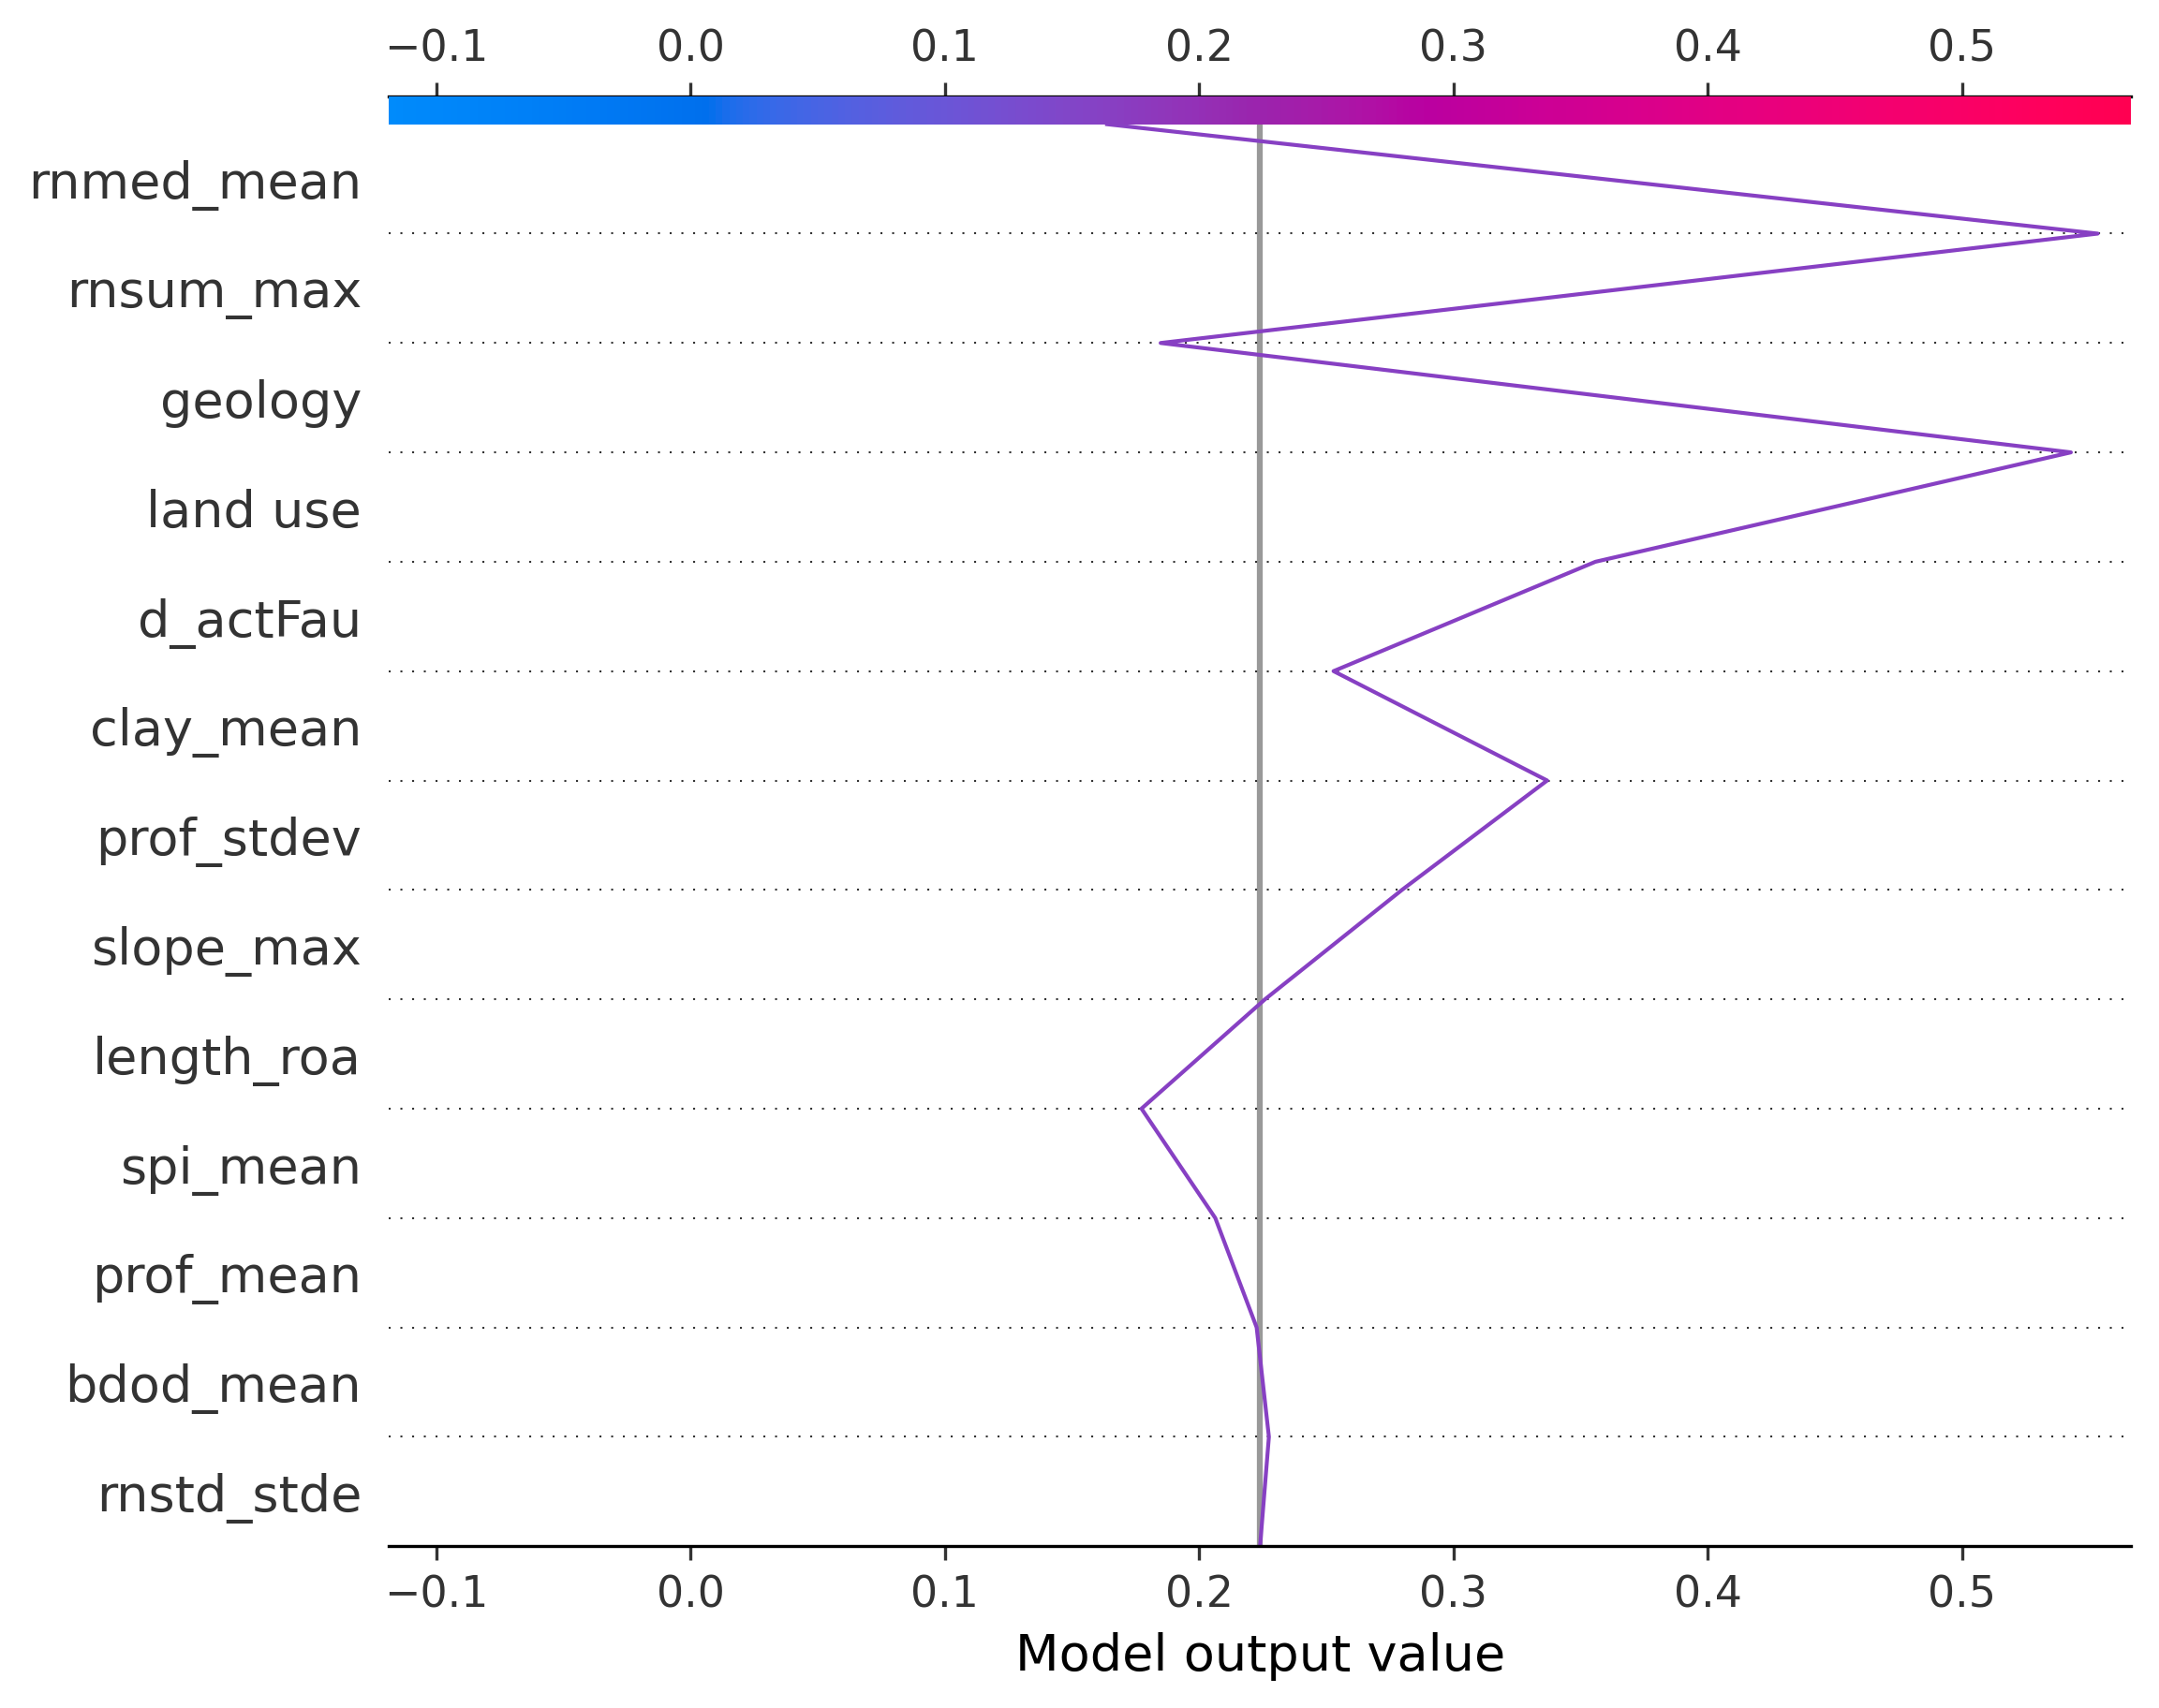 −0.1 0.0 0.1 0.2 0.3 0.4 0.5
rnmed_mean
rnsum_max
geology
land use
d_actFau
clay_mean
prof_stdev
slope_max
length_roa
spi_mean
prof_mean
bdod_mean
rnstd_stde
−0.1 0.0 0.1 0.2 0.3 0.4 0.5
Model output value